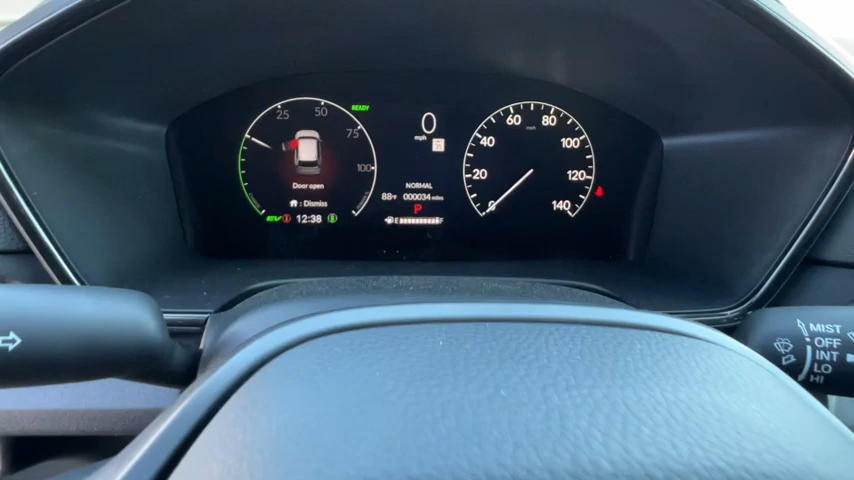 READY
25
50
75
100
Door open
: Dismiss
12:38
0
mph
NORMAL
88°F 000034 miles
P
E F
0
20
40
60
80
100
120
140
mph
MIST
OFF
INT
LO
HI